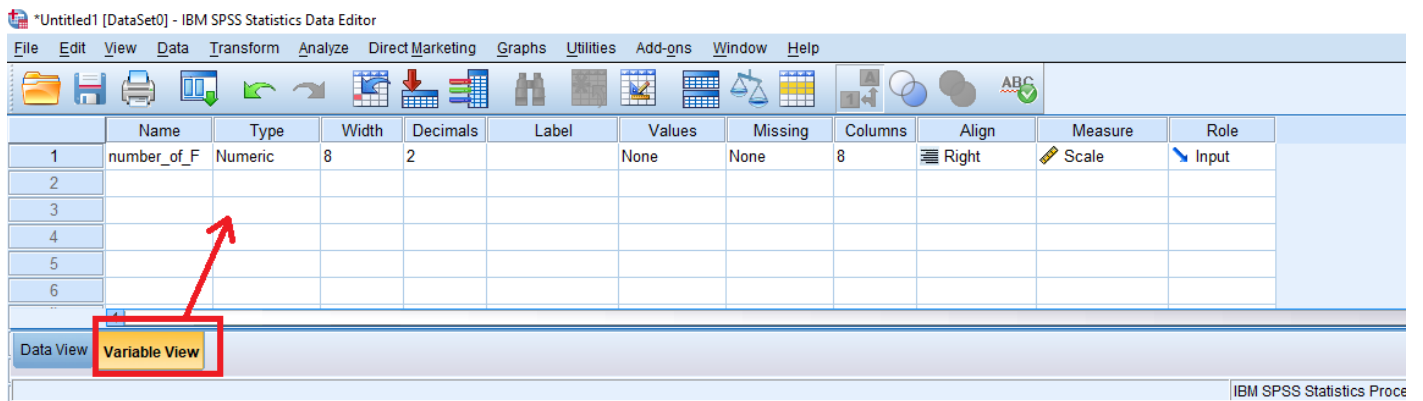 *Untitled1 [DataSet0] - IBM SPSS Statistics Data Editor
File Edit View Data Transform Analyze Direct Marketing Graphs Utilities Add-ons Window Help
A
1
ABC
Name Type Width Decimals Label Values Missing Columns Align Measure Role
1 number_of_F Numeric 8 2 None None 8 Right Scale Input
2
3
4
5
6
Data View Variable View
IBM SPSS Statistics Proce